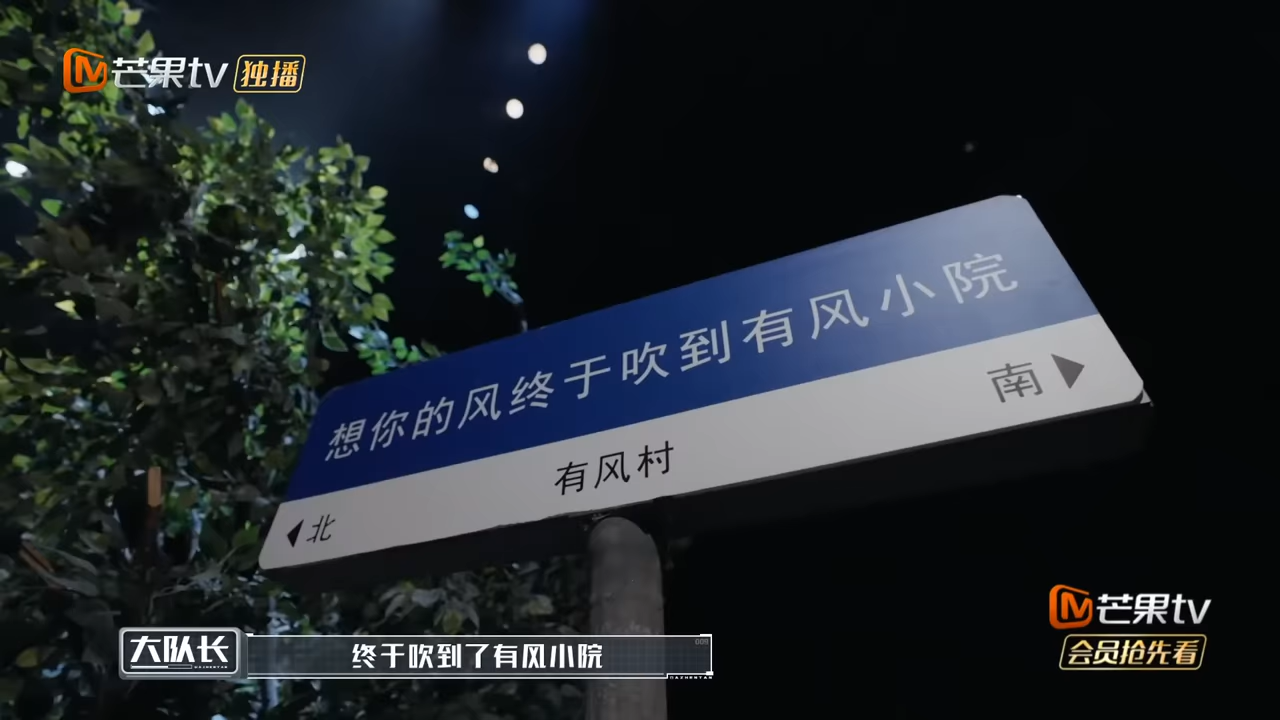 芒果tv 独播
想你的风终于吹到有风小院
南
有风村
北
芒果tv
会员抢先看
大队长 终于吹到了有风小院